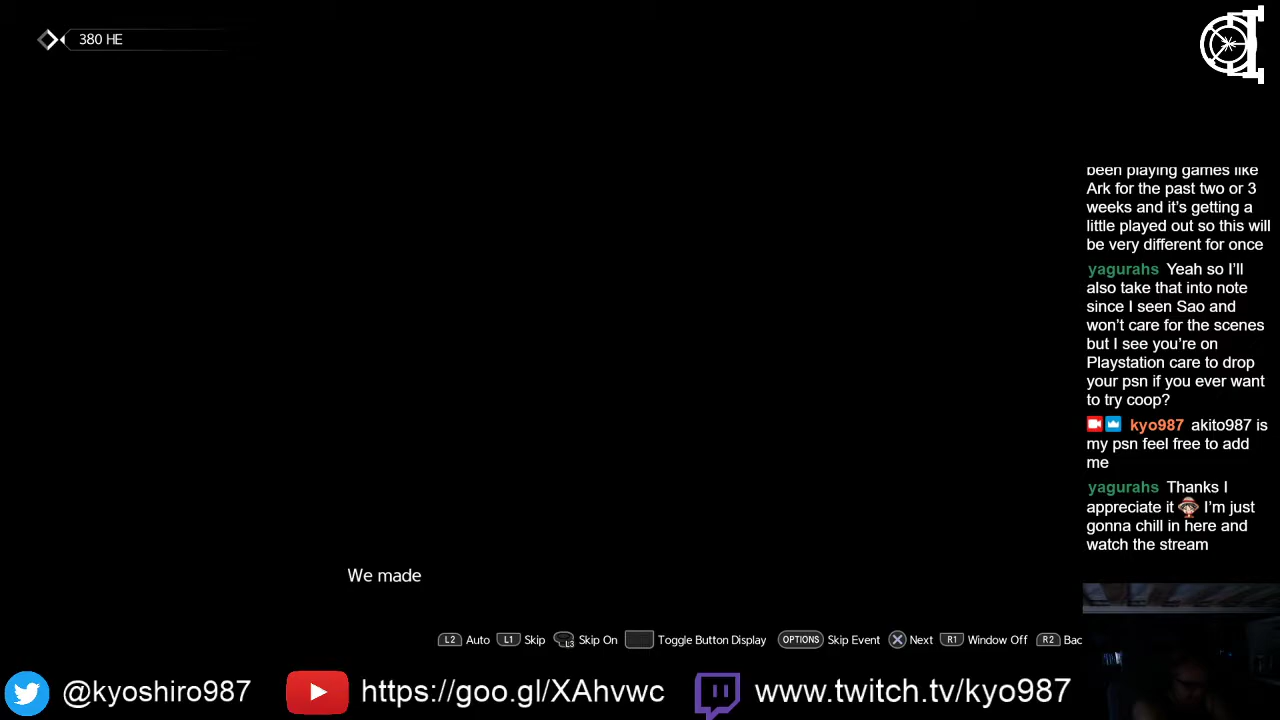 380 HE
been playing games like
Ark for the past two or 3
weeks and it's getting a
little played out so this will
be very different for once
yagurahs Yeah so I'll
also take that into note
since I seen Sao and
won't care for the scenes
but I see you're on
Playstation care to drop
your psn if you ever want
to try coop?
kyo987 akito987 is
my psn feel free to add
me
yagurahs Thanks I
appreciate it I'm just
gonna chill in here and
watch the stream
We made
L2 Auto L1 Skip L3 Skip On Toggle Button Display OPTIONS Skip Event Next R1 Window Off R2 Bac
@kyoshiro987 https://goo.gl/XAhvwc www.twitch.tv/kyo987